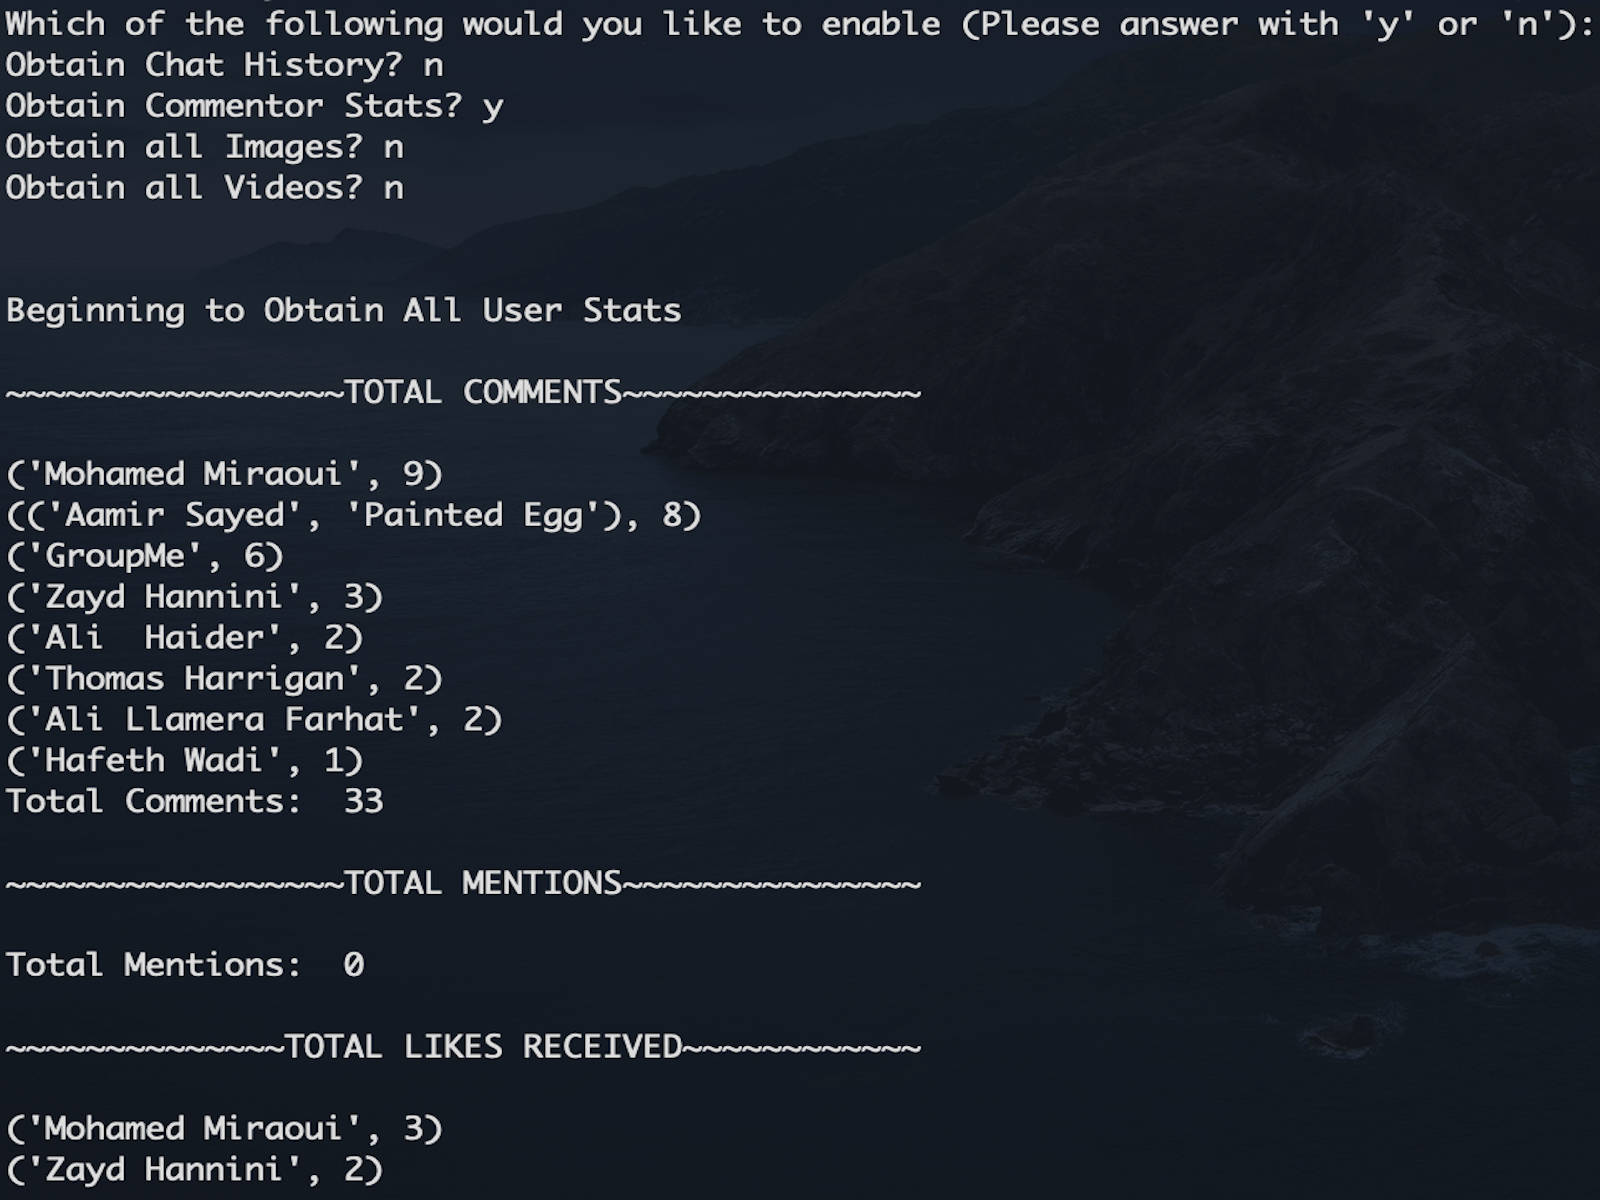 Which of the following would you like to enable (Please answer with 'y' or 'n'):
Obtain Chat History? n
Obtain Commentor Stats? y
Obtain all Images? n
Obtain all Videos? n
Beginning to Obtain All User Stats
~~~~~~~~~~~~~~~~~TOTAL COMMENTS~~~~~~~~~~~~~~~
('Mohamed Miraoui', 9)
(('Aamir Sayed', 'Painted Egg'), 8)
('GroupMe', 6)
('Zayd Hannini', 3)
('Ali  Haider', 2)
('Thomas Harrigan', 2)
('Ali Llamera Farhat', 2)
('Hafeth Wadi', 1)
Total Comments:  33
~~~~~~~~~~~~~~~~~TOTAL MENTIONS~~~~~~~~~~~~~~~
Total Mentions:  0
~~~~~~~~~~~~~~TOTAL LIKES RECEIVED~~~~~~~~~~~~
('Mohamed Miraoui', 3)
('Zayd Hannini', 2)